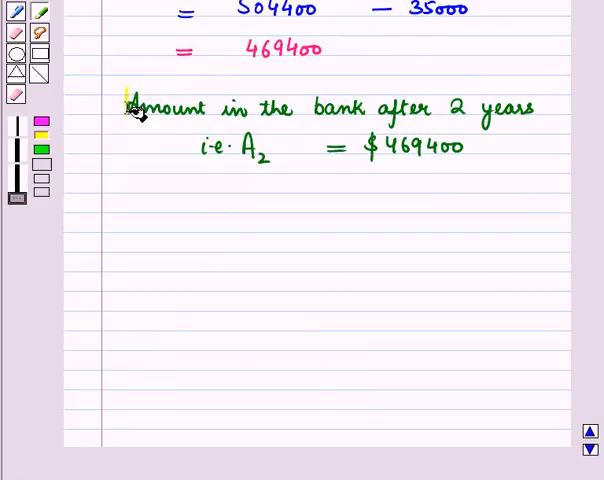 = 504400 - 35000
= 469400
Amount in the bank after 2 years
i.e. A2 = $469400